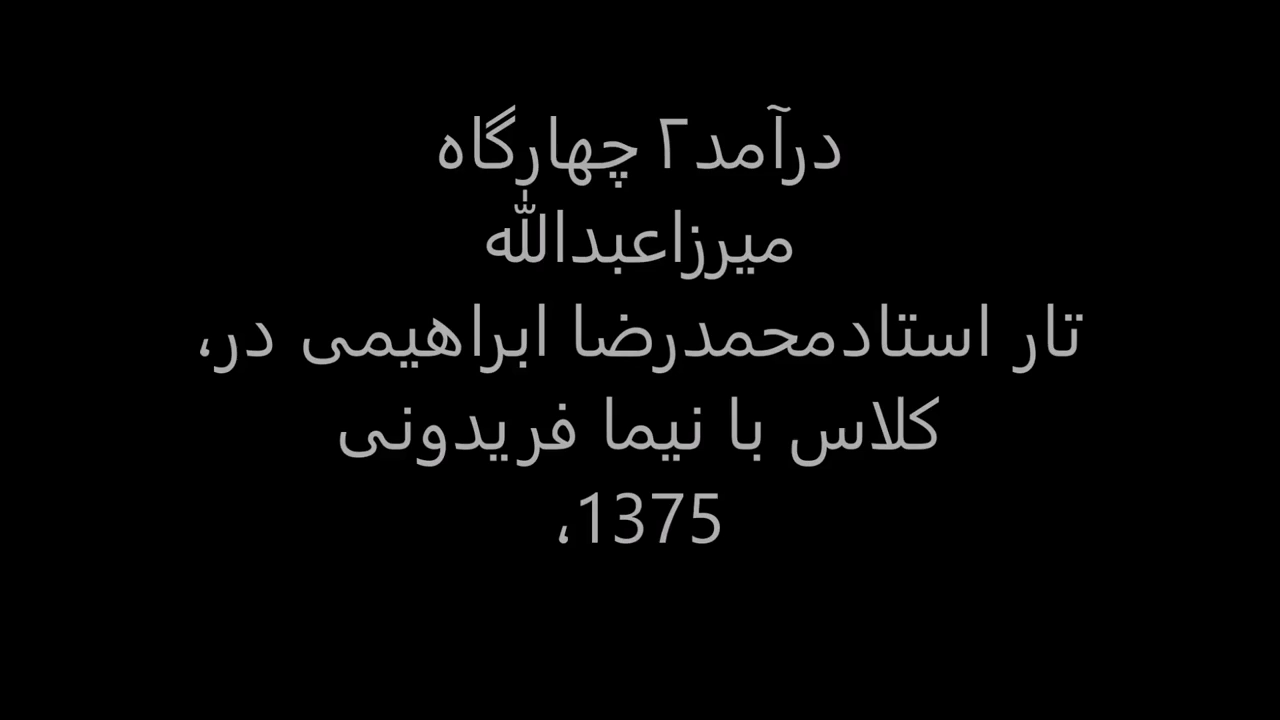 درآمد۲ چهارگاه
میرزاعبدالله
تار استادمحمدرضا ابراهیمی در،
کلاس با نیما فریدونی
1375،